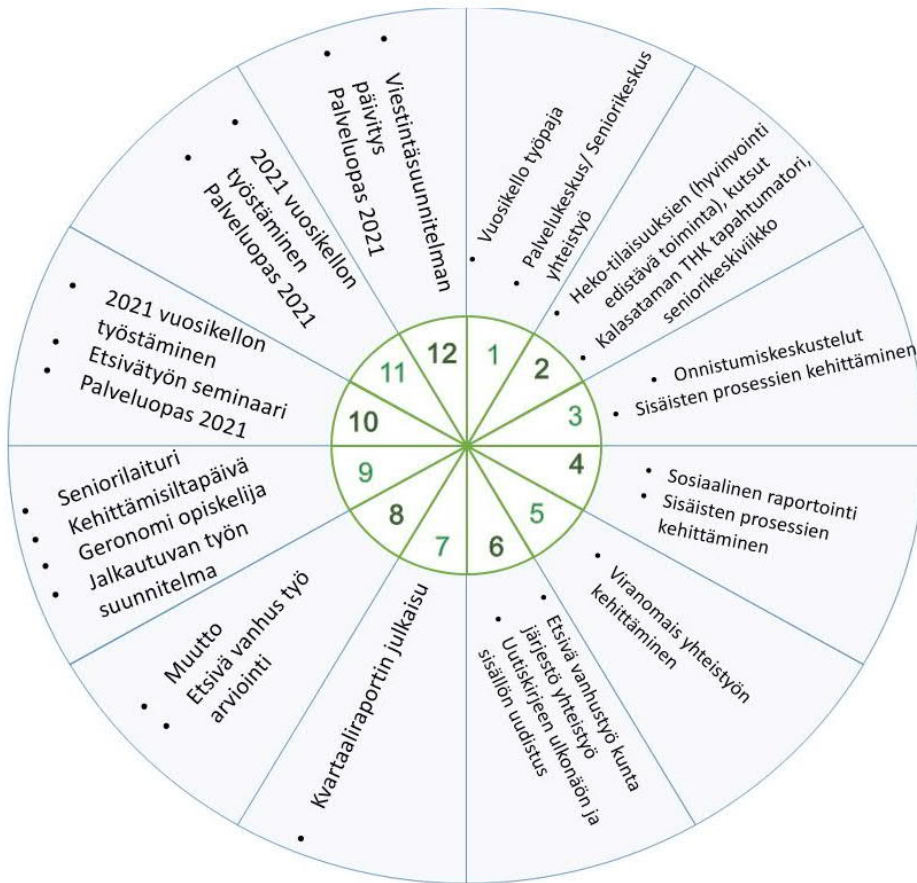 1
Vuosikello työpaja
Palvelukeskus/ Seniorikeskus
yhteistyö
2
Heko-tilaisuuksien (hyvinvointi
edistävä toiminta), kutsut
Kalasataman THK tapahtumatori,
seniorikeskiviikko
3
Onnistumiskeskustelut
Sisäisten prosessien kehittäminen
4
Sosiaalinen raportointi
Sisäisten prosessien
kehittäminen
5
Viranomais yhteistyön
kehittäminen
6
Etsivä vanhustyö kunta
järjestö yhteistyö
Uutiskirjeen ulkonäön ja
sisällön uudistus
7
Kvartaaliraportin julkaisu
8
Muutto
Etsivä vanhus työ
arviointi
9
Seniorilaituri
Kehittämisiltapäivä
Geronomi opiskelija
Jalkautuvan työn
suunnitelma
10
2021 vuosikellon
työstäminen
Etsivätyön seminaari
Palveluopas 2021
11
2021 vuosikellon
työstäminen
Palveluopas 2021
12
Viestintäsuunnitelman
päivitys
Palveluopas 2021